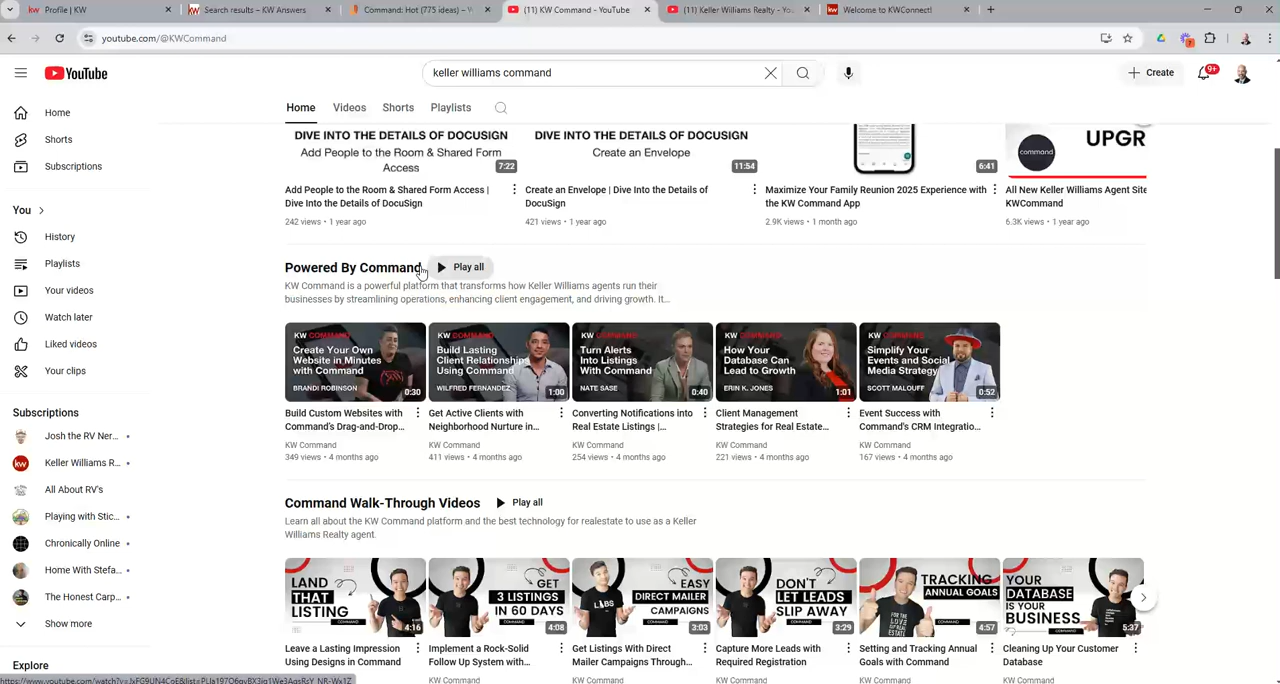 Profile | KW
Search results – KW Answers
Command: Hot (775 ideas) – Y
(11) KW Command - YouTube
(11) Keller Williams Realty - You
Welcome to KWConnect!
youtube.com/@KWCommand
7
YouTube
keller williams command
Create
9+
Home
Shorts
Subscriptions
You
History
Playlists
Your videos
Watch later
Liked videos
Your clips
Subscriptions
Josh the RV Ner...
Keller Williams R...
All About RV's
Playing with Stic...
Chronically Online
Home With Stefa...
The Honest Carp...
Show more
Explore
Home
Videos
Shorts
Playlists
DIVE INTO THE DETAILS OF DOCUSIGN
Add People to the Room & Shared Form
Access
7:22
Add People to the Room & Shared Form Access |
Dive Into the Details of DocuSign
242 views • 1 year ago
DIVE INTO THE DETAILS OF DOCUSIGN
Create an Envelope
11:54
Create an Envelope | Dive Into the Details of
DocuSign
421 views • 1 year ago
6:41
Maximize Your Family Reunion 2025 Experience with
the KW Command App
2.9K views • 1 month ago
command
UPGR
All New Keller Williams Agent Site
KWCommand
6.3K views • 1 year ago
Powered By Command
Play all
KW Command is a powerful platform that transforms how Keller Williams agents run their
businesses by streamlining operations, enhancing client engagement, and driving growth. It...
KW COMMAND
Create Your Own
Website in Minutes
with Command
BRANDI ROBINSON
0:30
Build Custom Websites with
Command's Drag-and-Drop...
KW Command
349 views • 4 months ago
KW COMMAND
Build Lasting
Client Relationships
Using Command
WILFRED FERNANDEZ
1:00
Get Active Clients with
Neighborhood Nurture in...
KW Command
411 views • 4 months ago
KW COMMAND
Turn Alerts
Into Listings
With Command
NATE SASE
0:40
Converting Notifications into
Real Estate Listings |...
KW Command
254 views • 4 months ago
KW COMMAND
How Your
Database Can
Lead to Growth
ERIN K. JONES
1:01
Client Management
Strategies for Real Estate...
KW Command
221 views • 4 months ago
KW COMMAND
Simplify Your
Events and Social
Media Strategy
SCOTT MALOUFF
0:52
Event Success with
Command's CRM Integratio...
KW Command
167 views • 4 months ago
Command Walk-Through Videos
Play all
Learn all about the KW Command platform and the best technology for realestate to use as a Keller
Williams Realty agent.
LAND
THAT
LISTING
COMMAND
4:16
Leave a Lasting Impression
Using Designs in Command
GET
3 LISTINGS
IN 60 DAYS
COMMAND
4:08
Implement a Rock-Solid
Follow Up System with...
LABS
EASY
DIRECT MAILER
CAMPAIGNS
COMMAND
3:03
Get Listings With Direct
Mailer Campaigns Through...
DON'T
LET LEADS
SLIP AWAY
COMMAND
3:29
Capture More Leads with
Required Registration
TRACKING
ANNUAL GOALS
COMMAND
4:57
Setting and Tracking Annual
Goals with Command
YOUR
DATABASE
IS YOUR
BUSINESS
COMMAND
5:37
Cleaning Up Your Customer
Database